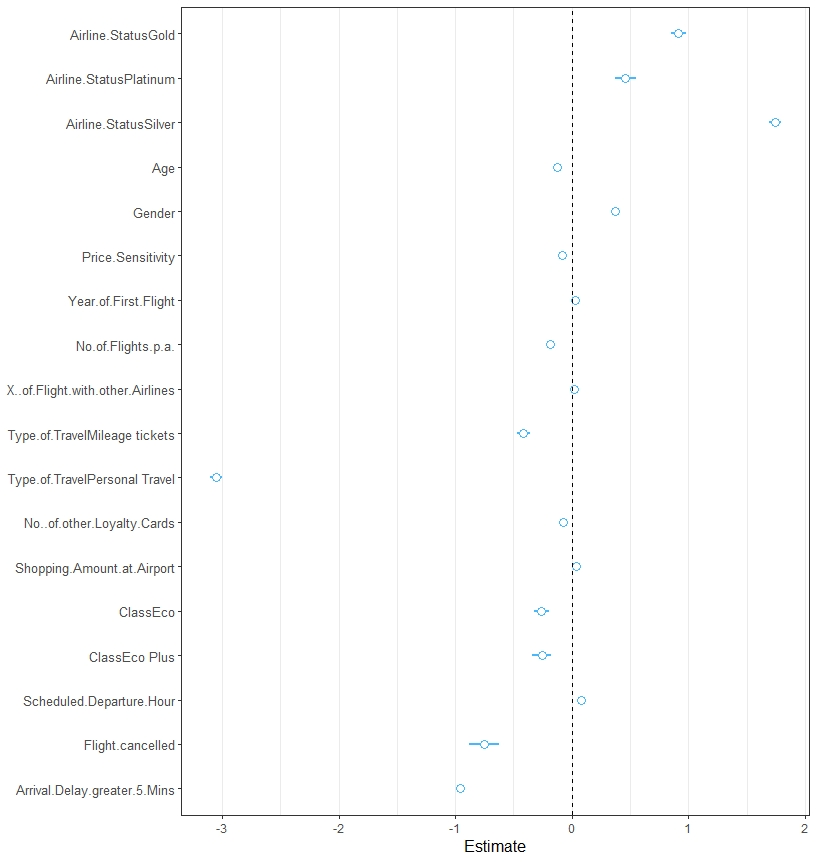 Airline.StatusGold
Airline.StatusPlatinum
Airline.StatusSilver
Age
Gender
Price.Sensitivity
Year.of.First.Flight
No.of.Flights.p.a.
X..of.Flight.with.other.Airlines
Type.of.TravelMileage tickets
Type.of.TravelPersonal Travel
No..of.other.Loyalty.Cards
Shopping.Amount.at.Airport
ClassEco
ClassEco Plus
Scheduled.Departure.Hour
Flight.cancelled
Arrival.Delay.greater.5.Mins
-3 -2 -1 0 1 2
Estimate